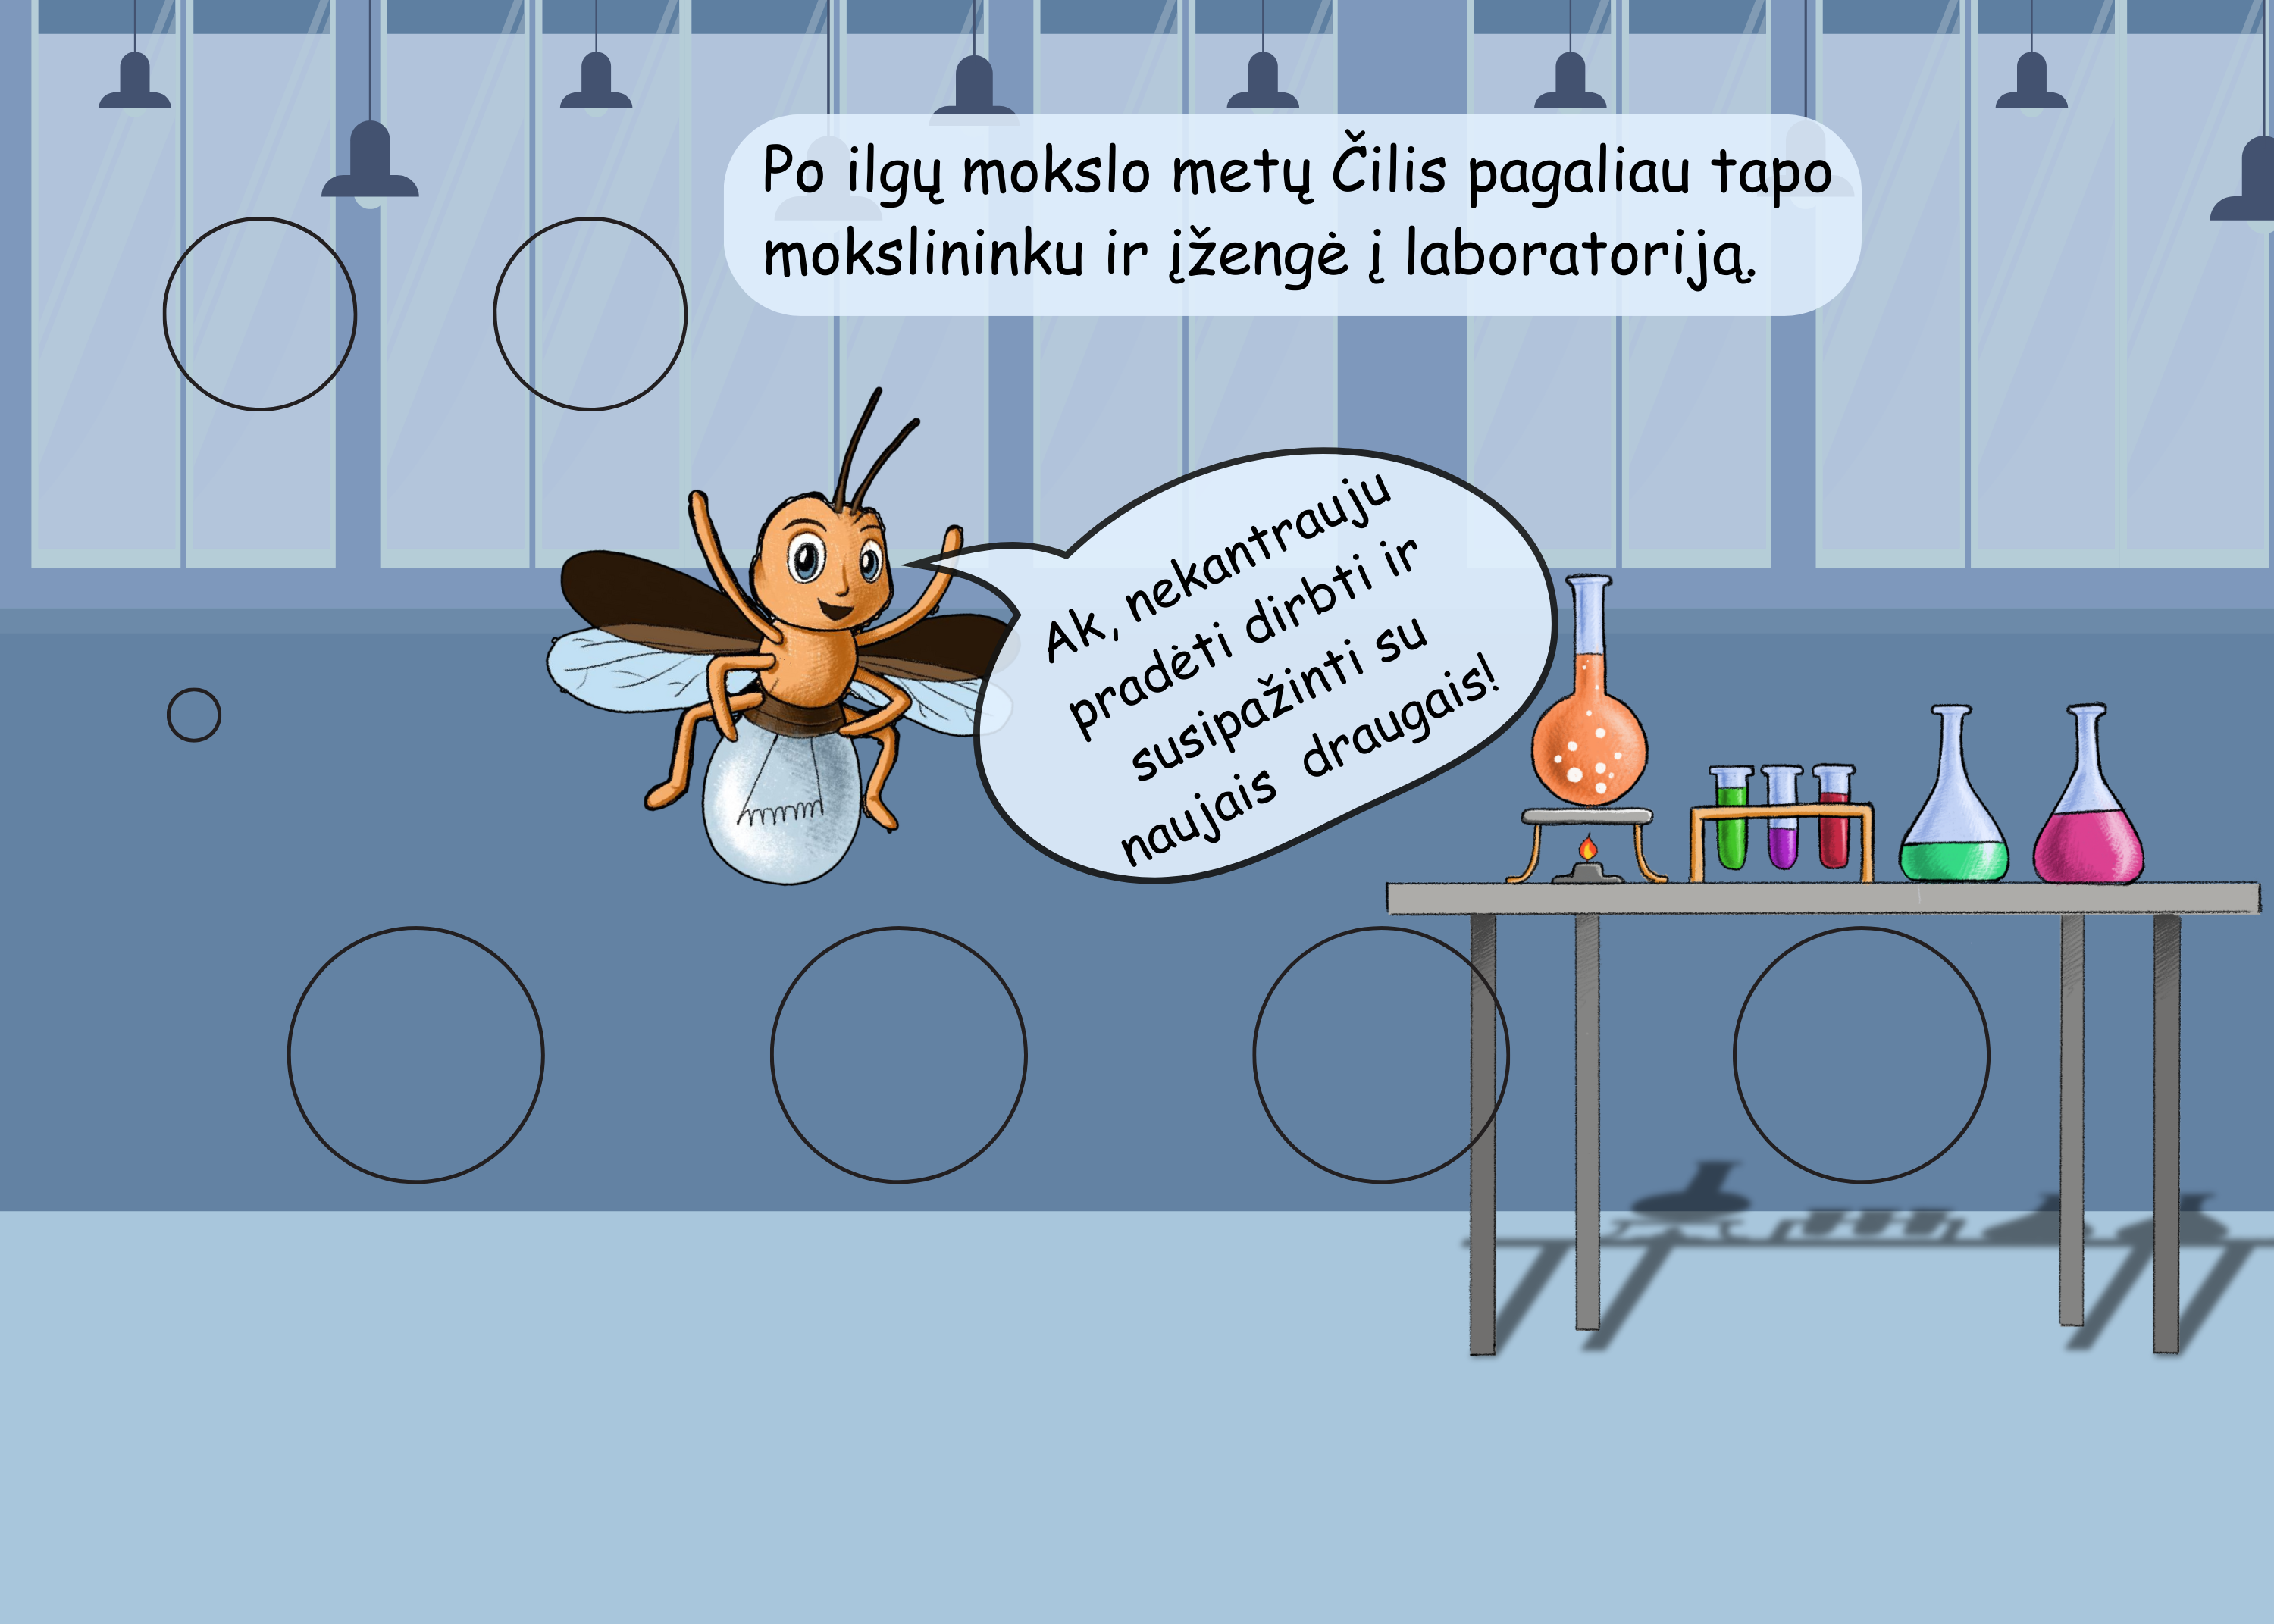 Po ilgų mokslo metų Čilis pagaliau tapo
mokslininku ir įžengė į laboratoriją.
Ak, nekantrauju
pradėti dirbti ir
susipažinti su
naujais draugais!